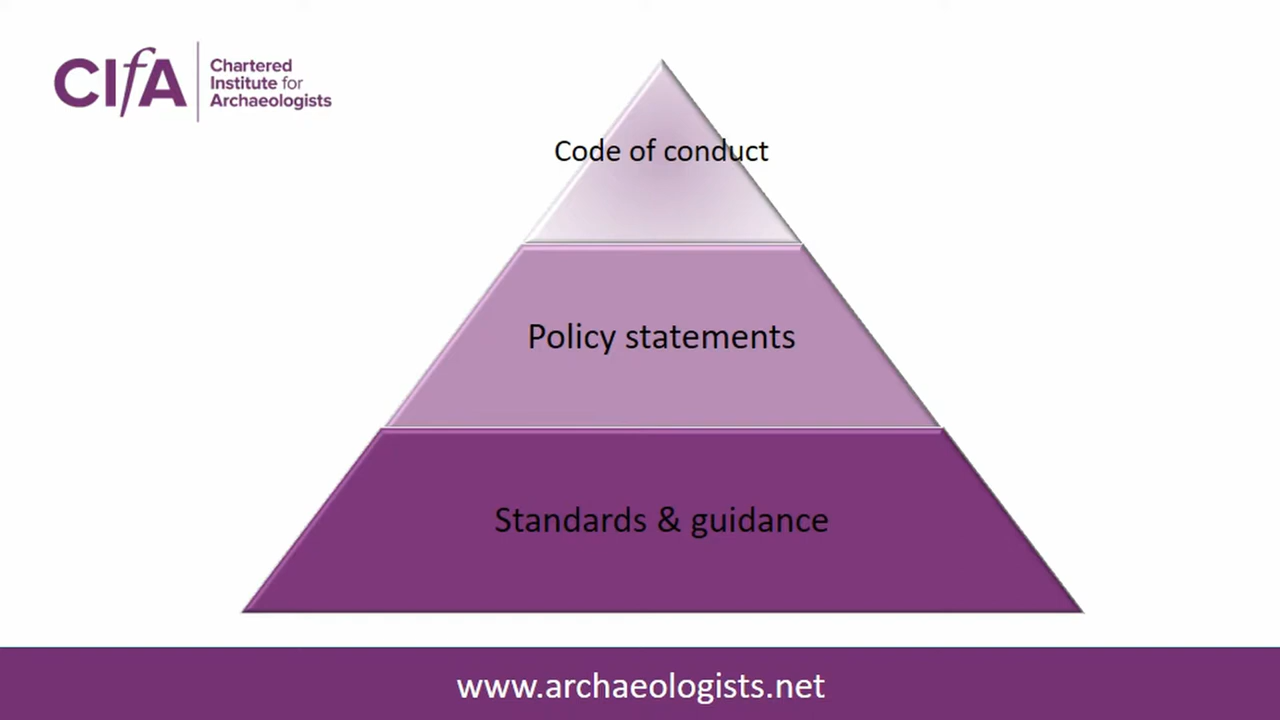 CIfA
Chartered
Institute for
Archaeologists
Code of conduct
Policy statements
Standards & guidance
www.archaeologists.net